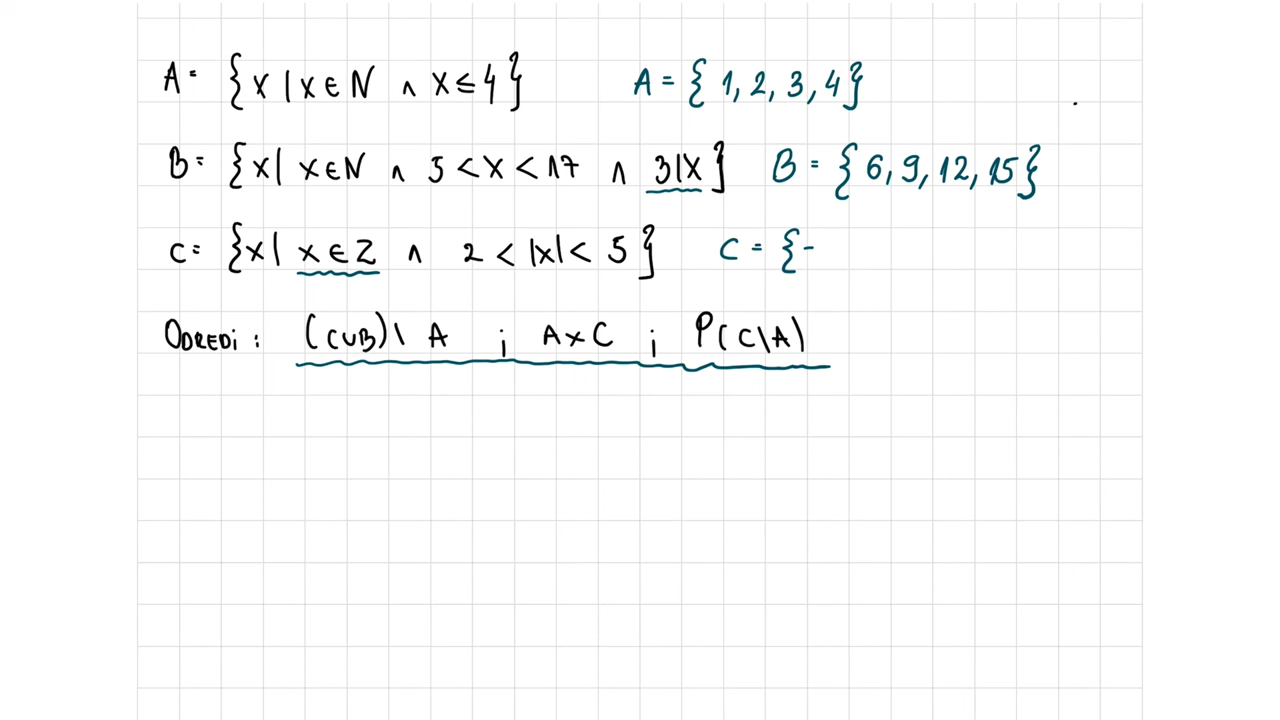 A = {x | x ∈ N ∧ x ≤ 4} A = {1, 2, 3, 4}
B = {x | x ∈ N ∧ 5 < x < 17 ∧ 3|x} B = {6, 9, 12, 15}
C = {x | x ∈ Z ∧ 2 < |x| < 5} C = {-
ODREDi : (C∪B) \ A ; A×C ; P(C\A)